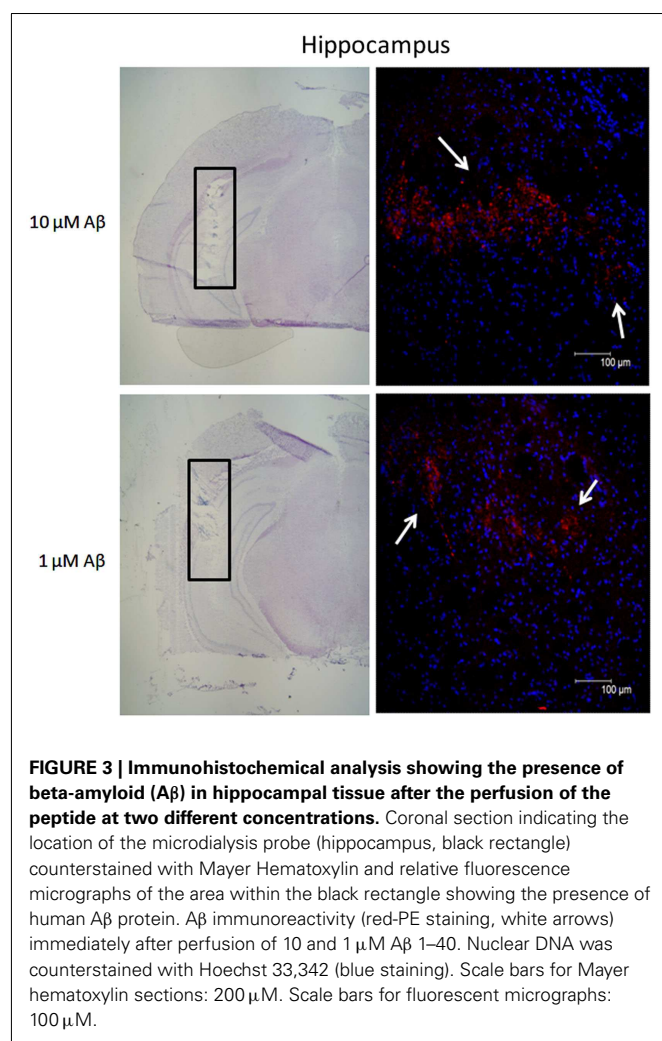 Hippocampus
10 µM Aβ
100 µm
1 µM Aβ
100 µm
FIGURE 3 | Immunohistochemical analysis showing the presence of
beta-amyloid (Aβ) in hippocampal tissue after the perfusion of the
peptide at two different concentrations. Coronal section indicating the
location of the microdialysis probe (hippocampus, black rectangle)
counterstained with Mayer Hematoxylin and relative fluorescence
micrographs of the area within the black rectangle showing the presence of
human Aβ protein. Aβ immunoreactivity (red-PE staining, white arrows)
immediately after perfusion of 10 and 1 µM Aβ 1–40. Nuclear DNA was
counterstained with Hoechst 33,342 (blue staining). Scale bars for Mayer
hematoxylin sections: 200 µM. Scale bars for fluorescent micrographs:
100 µM.